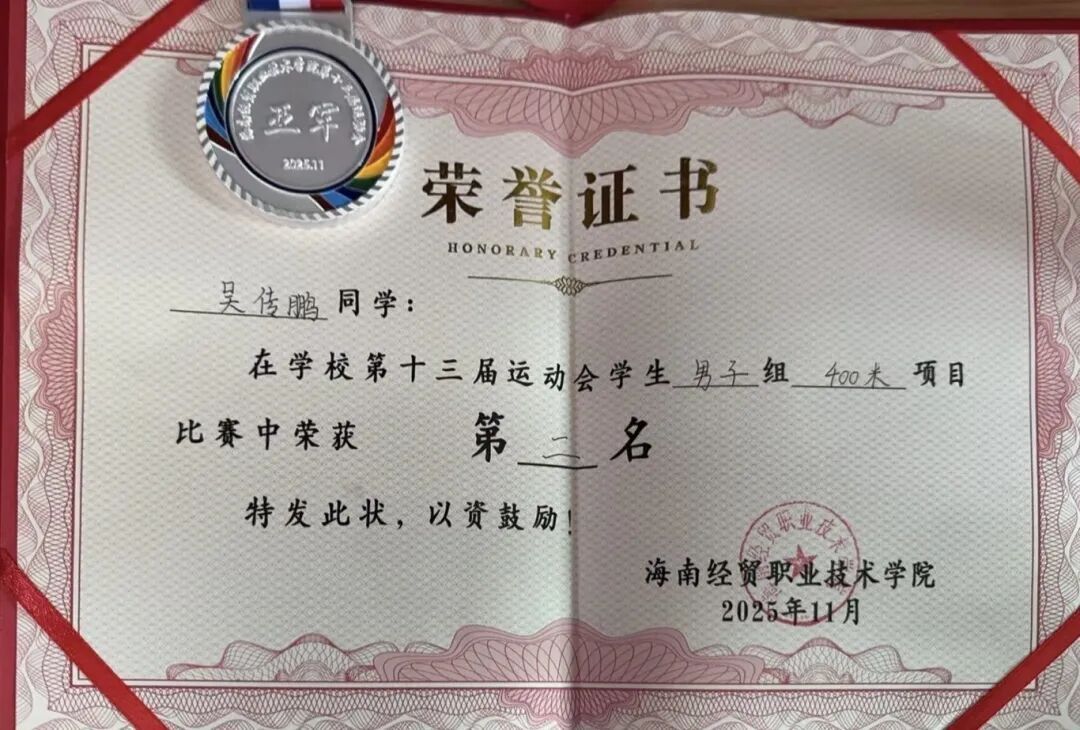 亚军
2025.11
荣誉证书
HONORARY CREDENTIAL
吴传鹏同学：
在学校第十三届运动会学生男子组400米项目
比赛中荣获 第二名
特发此状，以资鼓励！
海南经贸职业技术学院
2025年11月